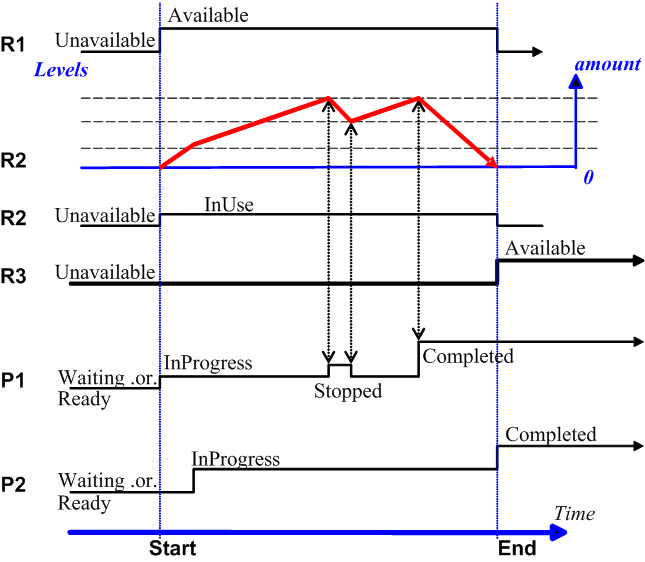 Available
R1 Unavailable
Levels amount
R2
0
InUse
R2 Unavailable
Available
R3 Unavailable
InProgress Completed
P1 Waiting .or. Stopped
Ready
Completed
InProgress
P2 Waiting .or.
Ready
Time
Start End